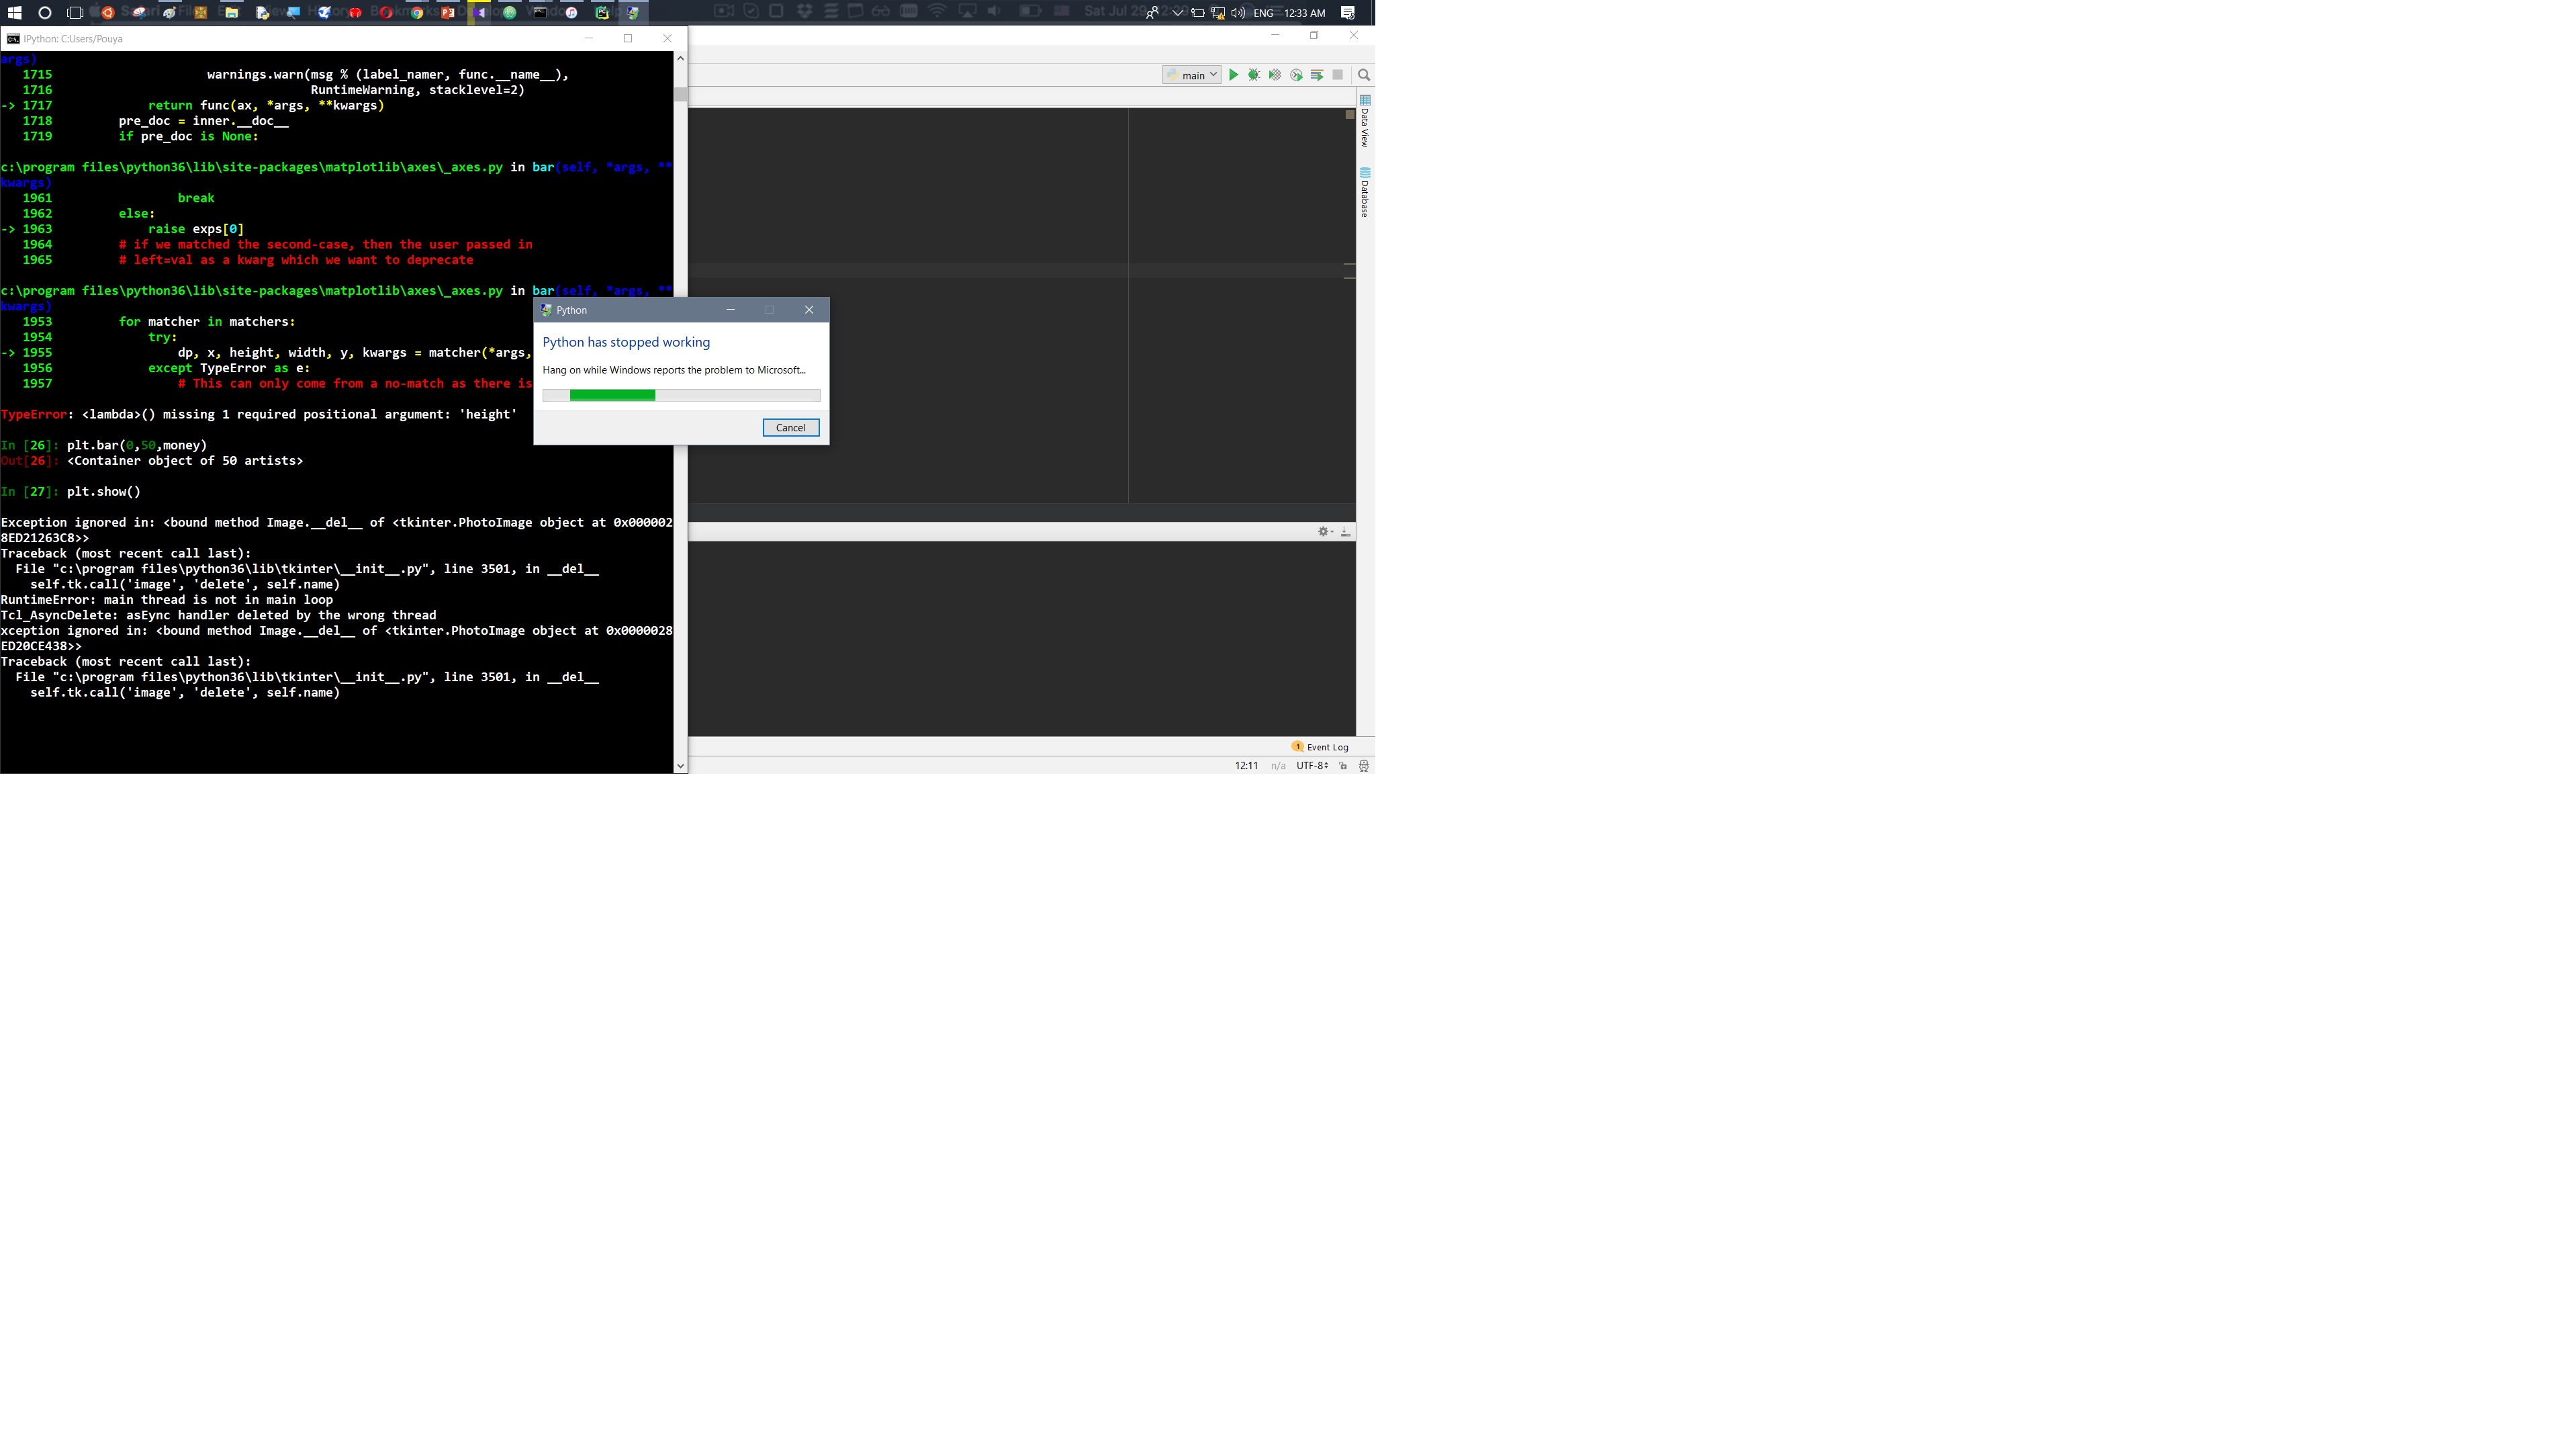 ENG 12:33 AM
IPython: C:Users/Pouya
args)
1715 warnings.warn(msg % (label_namer, func.__name__),
1716 RuntimeWarning, stacklevel=2)
-> 1717 return func(ax, *args, **kwargs)
1718 pre_doc = inner.__doc__
1719 if pre_doc is None:
c:\program files\python36\lib\site-packages\matplotlib\axes\_axes.py in bar(self, *args, **
kwargs)
1961 break
1962 else:
-> 1963 raise exps[0]
1964 # if we matched the second-case, then the user passed in
1965 # left=val as a kwarg which we want to deprecate
c:\program files\python36\lib\site-packages\matplotlib\axes\_axes.py in bar(self, *args, **
kwargs)
1953 for matcher in matchers:
1954 try:
-> 1955 dp, x, height, width, y, kwargs = matcher(*args,
1956 except TypeError as e:
1957 # This can only come from a no-match as there is
TypeError: <lambda>() missing 1 required positional argument: 'height'
In [26]: plt.bar(0,50,money)
Out[26]: <Container object of 50 artists>
In [27]: plt.show()
Exception ignored in: <bound method Image.__del__ of <tkinter.PhotoImage object at 0x000002
8ED21263C8>>
Traceback (most recent call last):
File "c:\program files\python36\lib\tkinter\__init__.py", line 3501, in __del__
self.tk.call('image', 'delete', self.name)
RuntimeError: main thread is not in main loop
Tcl_AsyncDelete: asEync handler deleted by the wrong thread
xception ignored in: <bound method Image.__del__ of <tkinter.PhotoImage object at 0x0000028
ED20CE438>>
Traceback (most recent call last):
File "c:\program files\python36\lib\tkinter\__init__.py", line 3501, in __del__
self.tk.call('image', 'delete', self.name)
Python
Python has stopped working
Hang on while Windows reports the problem to Microsoft...
Cancel
main
Data View
Database
1 Event Log
12:11 n/a UTF-8